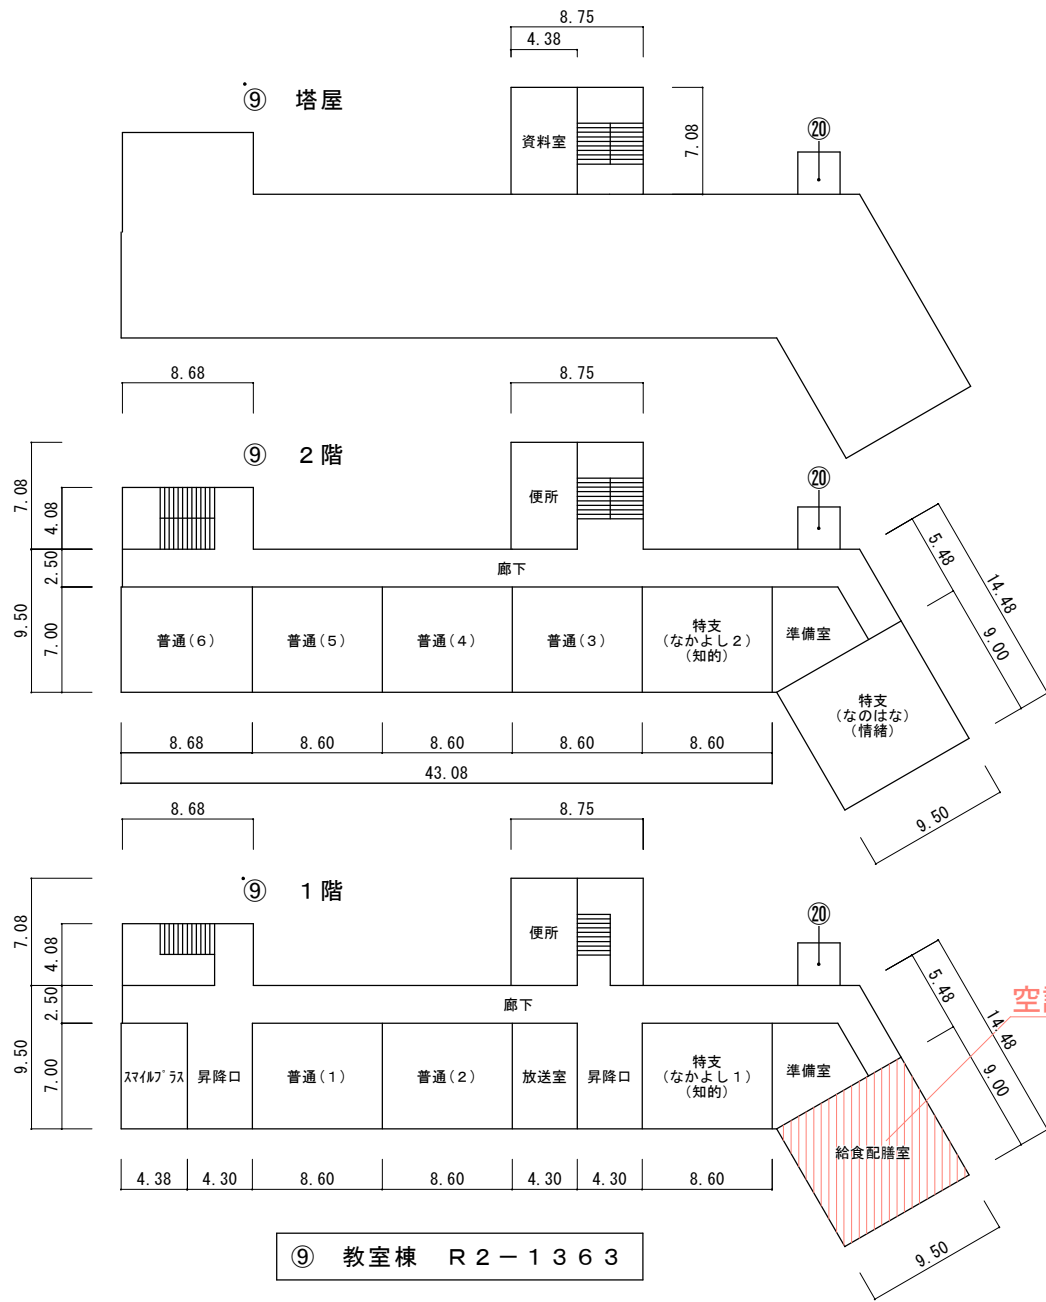 8.75
4.38
⑨ 塔屋
資料室
7.08
⑳
8.68
8.75
⑨ 2階
7.08
4.08
2.50
9.50
7.00
便所
⑳
廊下
5.48
14.48
9.00
普通(6)
普通(5)
普通(4)
普通(3)
特支
(なかよし2)
(知的)
準備室
特支
(なのはな)
(情緒)
8.68
8.60
8.60
8.60
8.60
43.08
9.50
8.68
8.75
⑨ 1階
7.08
4.08
2.50
9.50
7.00
便所
⑳
廊下
5.48
14.48
9.00
空
スマイルプラス
昇降口
普通(1)
普通(2)
放送室
昇降口
特支
(なかよし1)
(知的)
準備室
給食配膳室
4.38
4.30
8.60
8.60
4.30
4.30
8.60
9.50
⑨ 教室棟 R2-1363